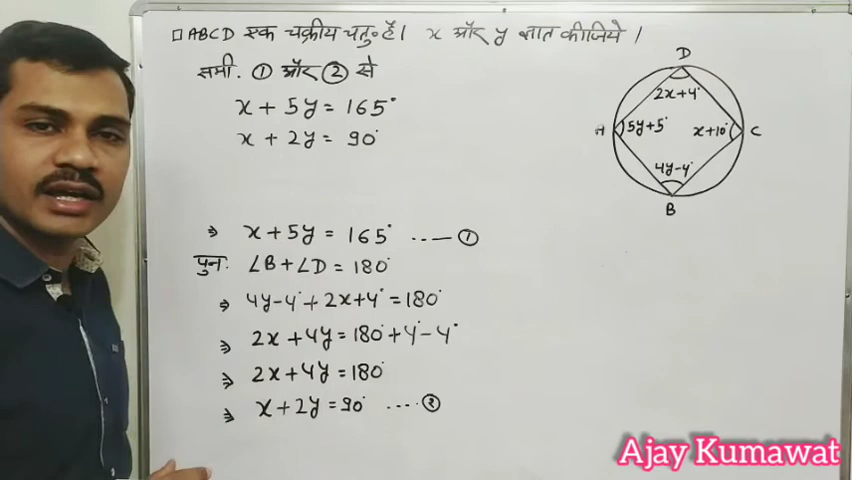 □ABCD एक चक्रीय चतु॰ है। x और y ज्ञात कीजिये।
समी. ① और ② से
x + 5y = 165°
x + 2y = 90°
⇒ x + 5y = 165° ...— ①
पुनः ∠B + ∠D = 180°
⇒ 4y - 4° + 2x + 4° = 180°
⇒ 2x + 4y = 180° + 4° - 4°
⇒ 2x + 4y = 180°
⇒ x + 2y = 90° .... ②
D
2x+4°
A 5y+5° x+10° C
4y-4°
B
Ajay Kumawat